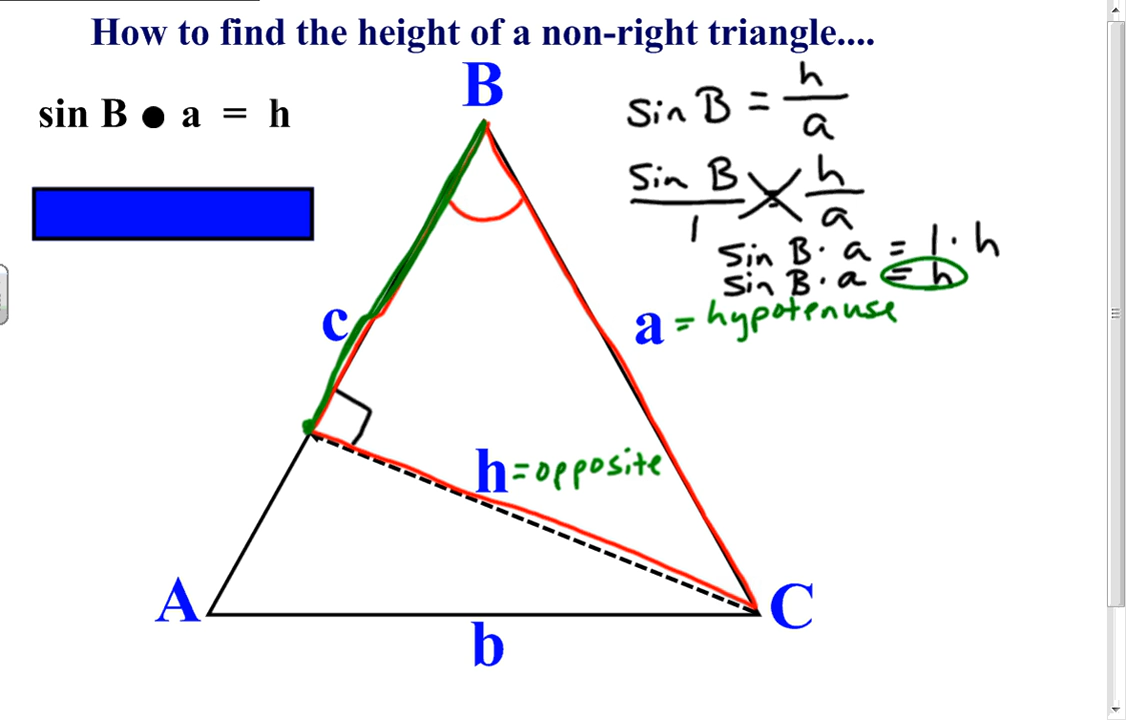 How to find the height of a non-right triangle....
sin B ● a = h
B
sin B = h/a
sin B/1 = h/a
sin B · a = 1 · h
sin B · a = h
c
a = hypotenuse
h = opposite
A
C
b